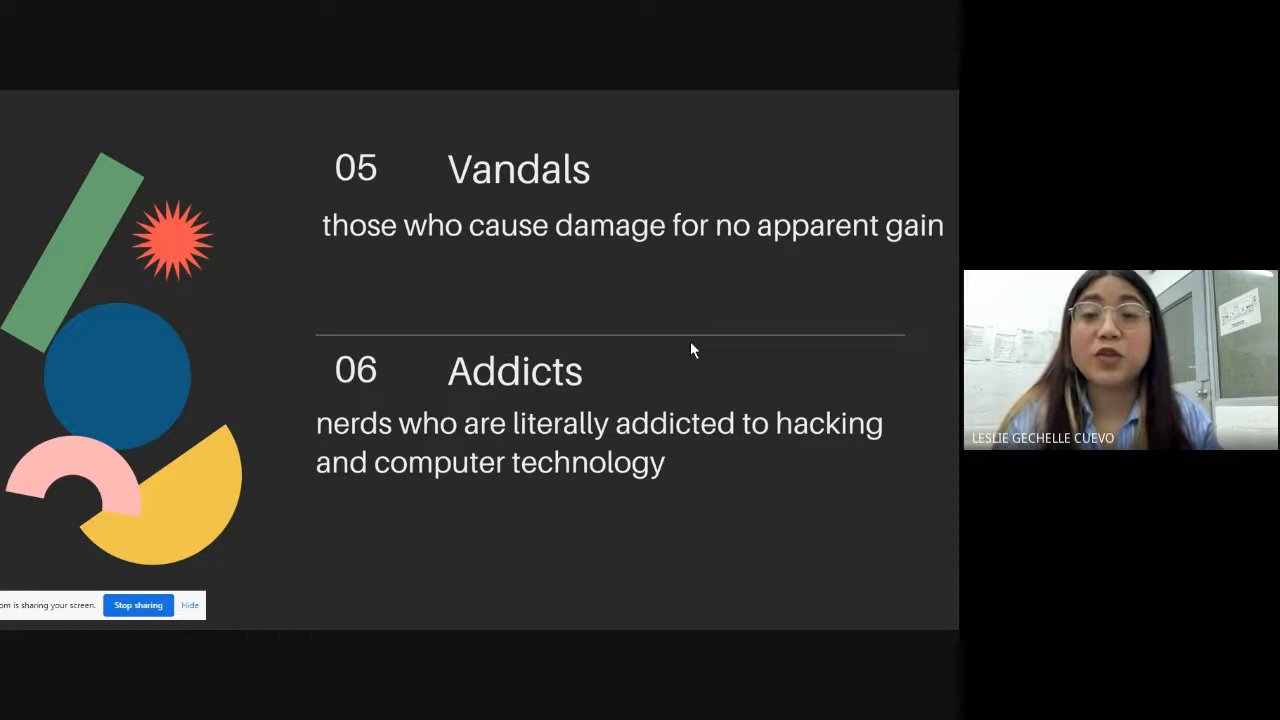 05 Vandals
those who cause damage for no apparent gain
06 Addicts
nerds who are literally addicted to hacking
and computer technology
LESLIE GECHELLE CUEVO
om is sharing your screen. Stop sharing Hide